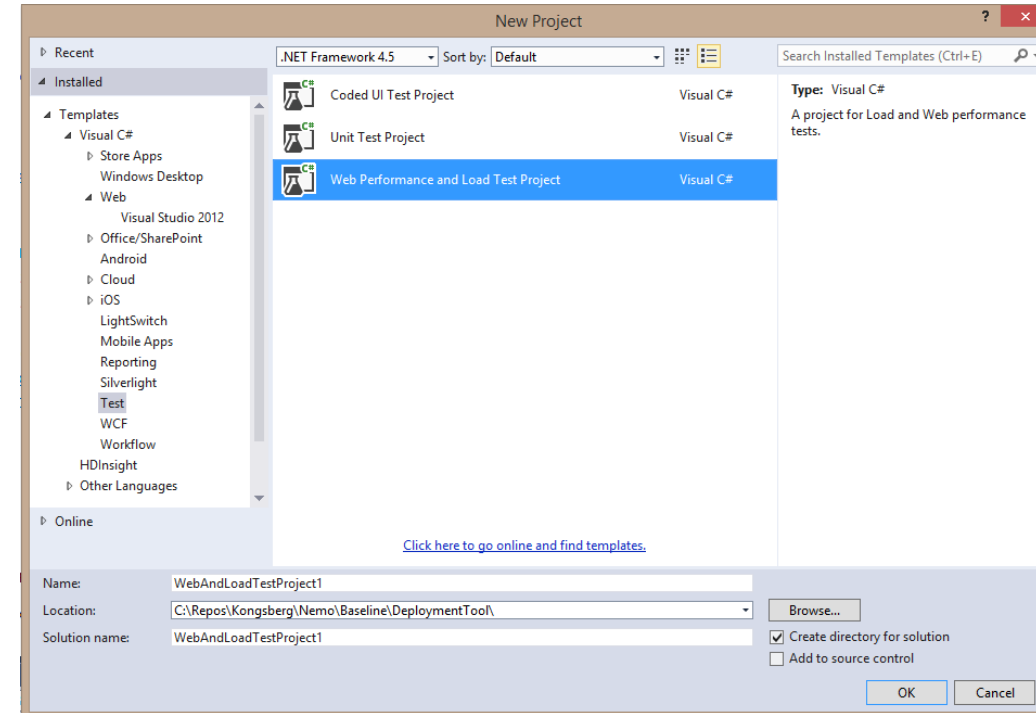 New Project
?
Recent
.NET Framework 4.5
Sort by: Default
Search Installed Templates (Ctrl+E)
Installed
Templates
Visual C#
Store Apps
Windows Desktop
Web
Visual Studio 2012
Office/SharePoint
Android
Cloud
iOS
LightSwitch
Mobile Apps
Reporting
Silverlight
Test
WCF
Workflow
HDInsight
Other Languages
Online
C# Coded UI Test Project Visual C#
C# Unit Test Project Visual C#
C# Web Performance and Load Test Project Visual C#
Click here to go online and find templates.
Type: Visual C#
A project for Load and Web performance
tests.
Name: WebAndLoadTestProject1
Location: C:\Repos\Kongsberg\Nemo\Baseline\DeploymentTool\
Browse...
Solution name: WebAndLoadTestProject1
Create directory for solution
Add to source control
OK
Cancel